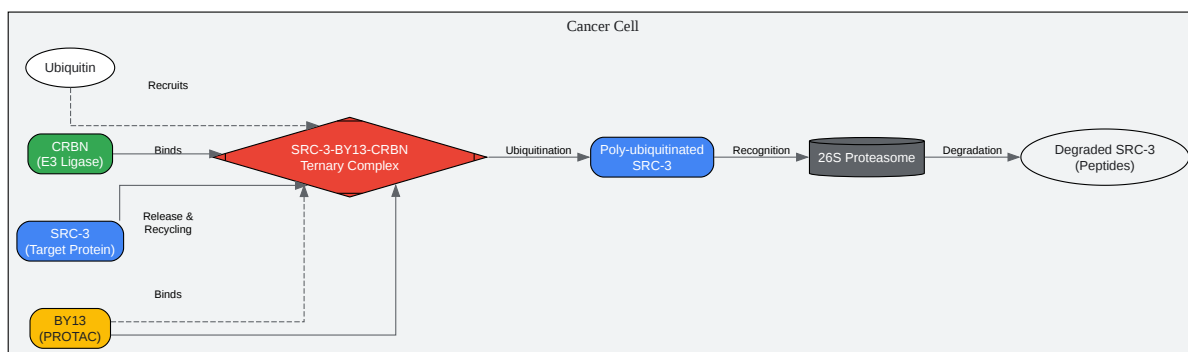 Cancer Cell
Ubiquitin
Recruits
CRBN
(E3 Ligase)
Binds
SRC-3-BY13-CRBN
Ternary Complex
Ubiquitination
Poly-ubiquitinated
SRC-3
Recognition
26S Proteasome
Degradation
Degraded SRC-3
(Peptides)
Release &
Recycling
SRC-3
(Target Protein)
Binds
BY13
(PROTAC)